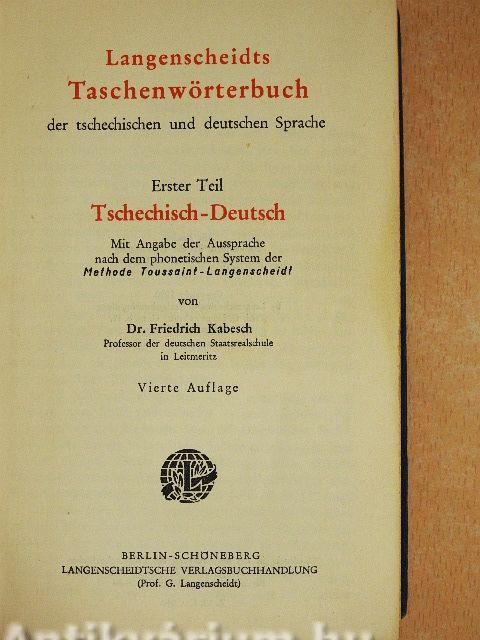 Langenscheidts
Taschenwörterbuch
der tschechischen und deutschen Sprache
Erster Teil
Tschechisch-Deutsch
Mit Angabe der Aussprache
nach dem phonetischen System der
Methode Toussaint-Langenscheidt
von
Dr. Friedrich Kabesch
Professor der deutschen Staatsrealschule
in Leitmeritz
Vierte Auflage
L
BERLIN-SCHÖNEBERG
LANGENSCHEIDTSCHE VERLAGSBUCHHANDLUNG
(Prof. G. Langenscheidt)
Antikvárium.hu